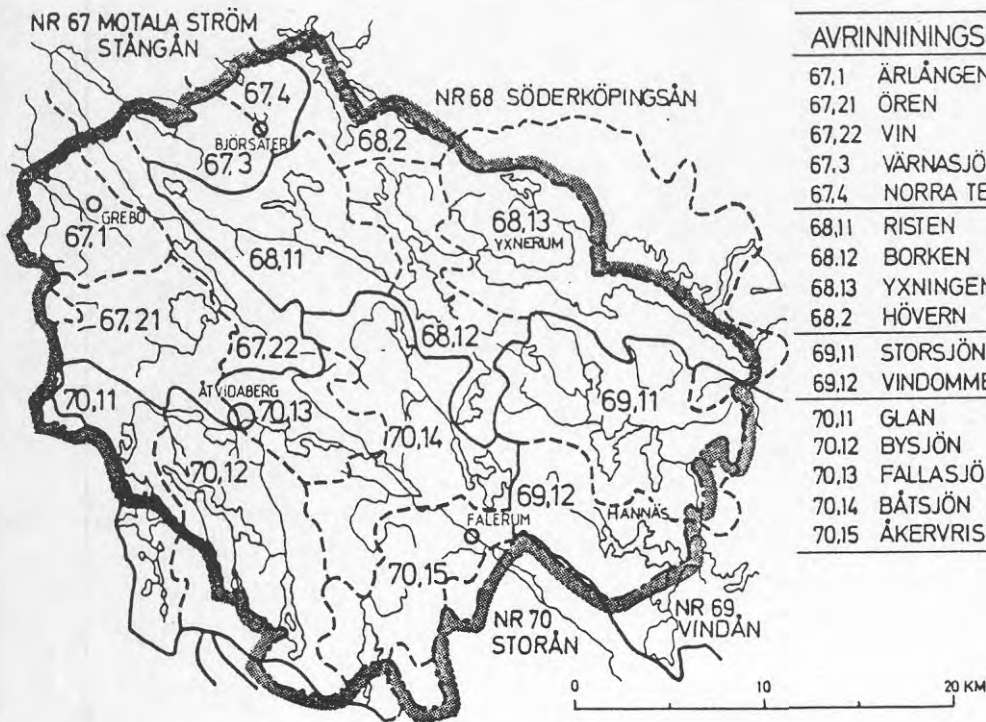 NR 67 MOTALA STRÖM
STÅNGÅN
NR 68 SÖDERKÖPINGSÅN
67,4
BJÖRSÄTER
67.3
68,2
GREBO
67,1
68,13
YXNERUM
68,11
67,21
67,22
68,12
70,11
ÅTVIDABERG
70,13
69,11
70,12
70,14
69,12
HANNÄS
FALERUM
70,15
NR 70
STORÅN
NR 69
VINDÅN
0 10 20 KM
AVRINNINGS
67,1 ÄRLÅNGEN
67,21 ÖREN
67,22 VIN
67.3 VÄRNASJÖ
67.4 NORRA TE
68,11 RISTEN
68.12 BORKEN
68.13 YXNINGEN
68.2 HÖVERN
69,11 STORSJÖN
69.12 VINDOMME
70.11 GLAN
70.12 BYSJÖN
70,13 FALLASJÖ
70.14 BÅTSJÖN
70.15 ÅKERVRIS